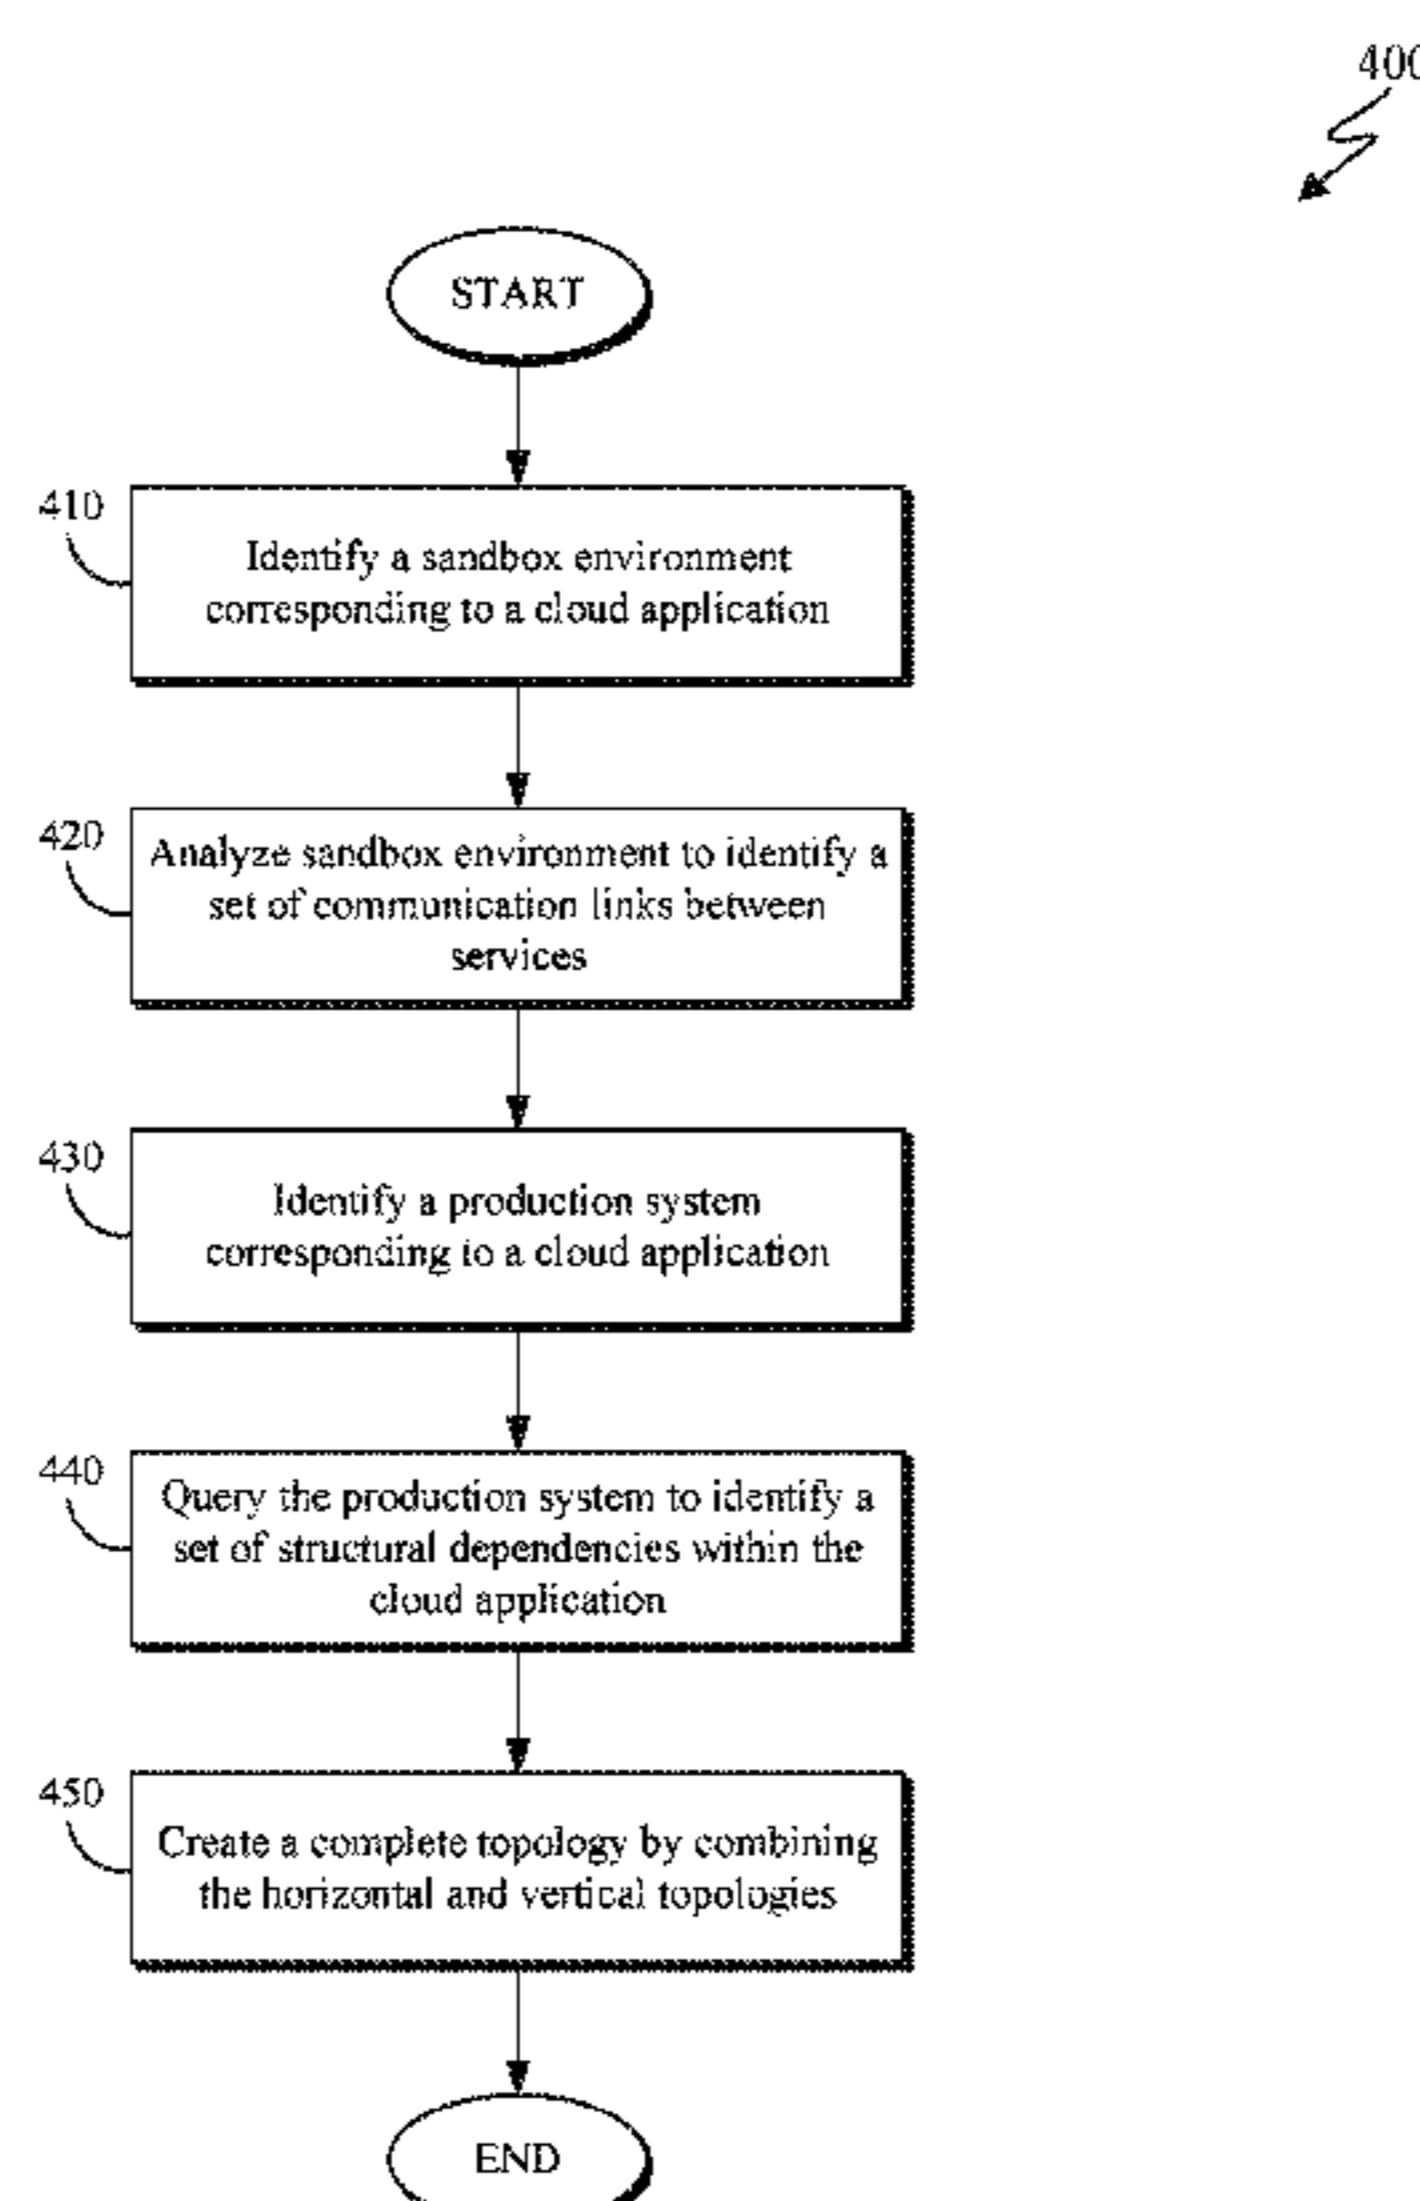 400
START
410
Identify a sandbox environment
corresponding to a cloud application
420
Analyze sandbox environment to identify a
set of communication links between
services
430
Identify a production system
corresponding to a cloud application
440
Query the production system to identify a
set of structural dependencies within the
cloud application
450
Create a complete topology by combining
the horizontal and vertical topologies
END